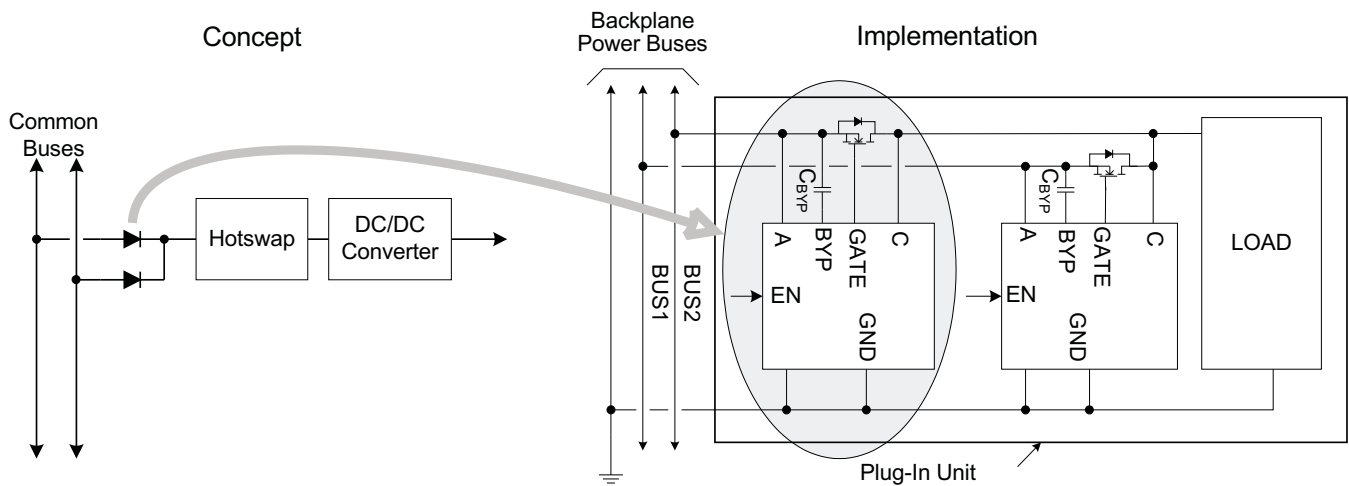 Concept
Backplane
Power Buses
Implementation
Common
Buses
Hotswap
DC/DC
Converter
BUS1
BUS2
CBYP
A
BYP
GATE
C
EN
GND
CBYP
A
BYP
GATE
C
EN
GND
LOAD
Plug-In Unit